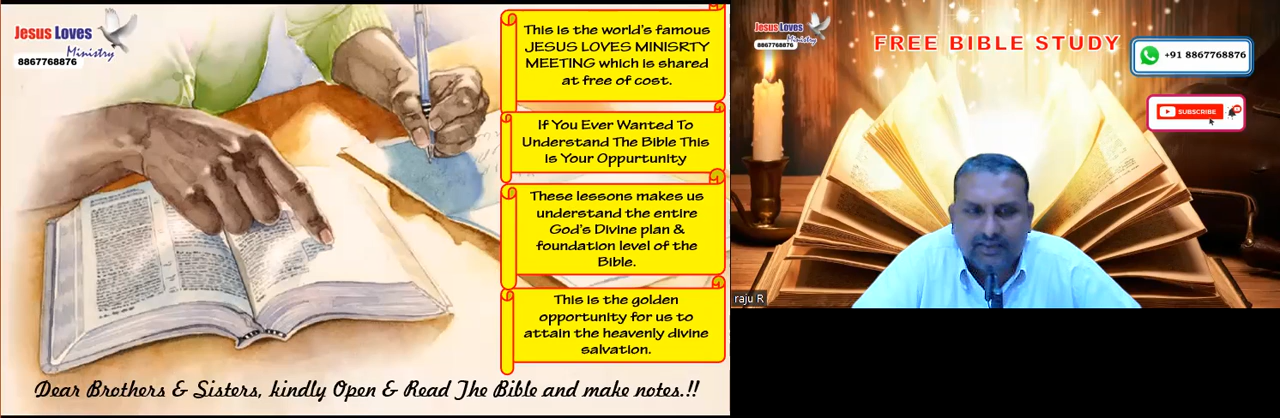 Jesus Loves
Ministry
8867768876
This is the world's famous
JESUS LOVES MINISRTY
MEETING which is shared
at free of cost.
If You Ever Wanted To
Understand The Bible This
is Your Oppurtunity
These lessons makes us
understand the entire
God's Divine plan &
foundation level of the
Bible.
This is the golden
opportunity for us to
attain the heavenly divine
salvation.
Dear Brothers & Sisters, kindly Open & Read The Bible and make notes.!!
Jesus Loves
Ministry
8867768876
FREE BIBLE STUDY
+91 8867768876
SUBSCRIBE
raju R